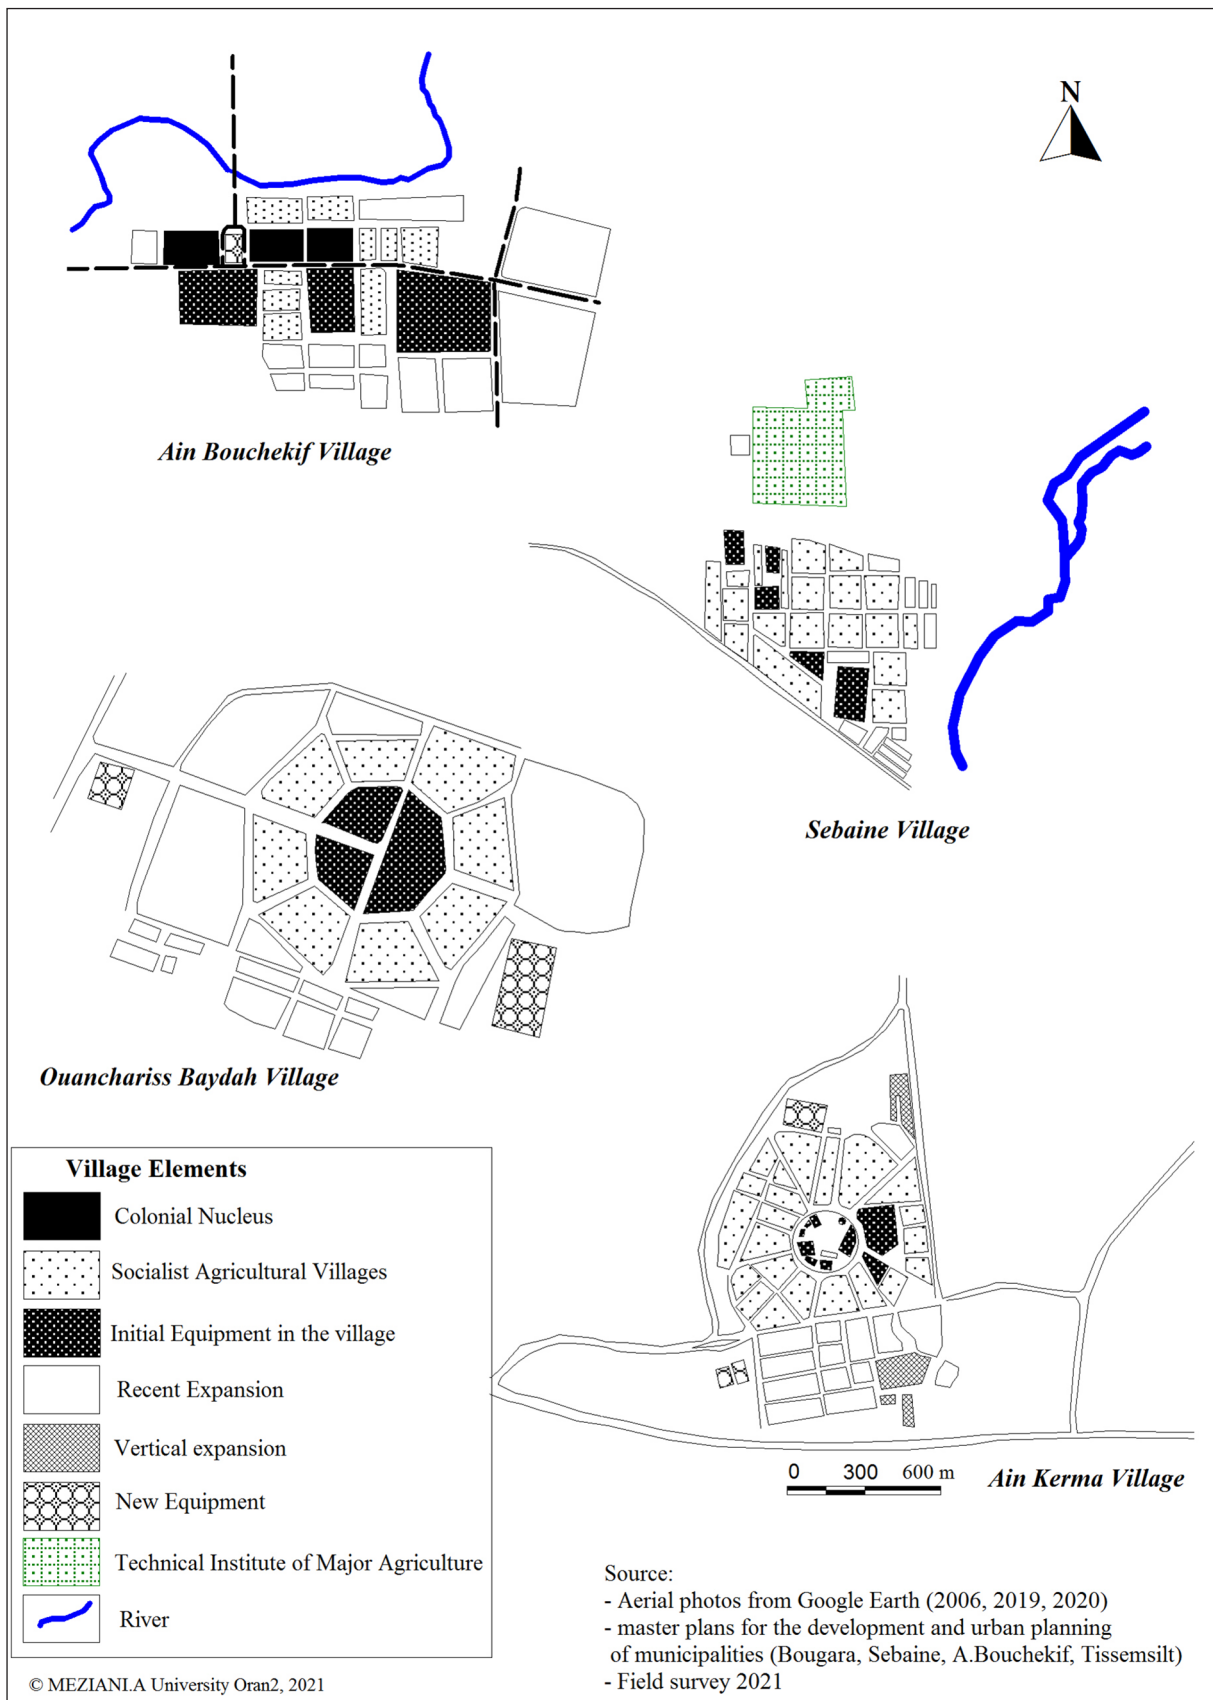 N
Ain Bouchekif Village
Sebaine Village
Ouanchariss Baydah Village
Village Elements
Colonial Nucleus
Socialist Agricultural Villages
Initial Equipment in the village
Recent Expansion
Vertical expansion
New Equipment
Technical Institute of Major Agriculture
River
© MEZIANI.A University Oran2, 2021
0 300 600 m
Ain Kerma Village
Source:
- Aerial photos from Google Earth (2006, 2019, 2020)
- master plans for the development and urban planning
of municipalities (Bougara, Sebaine, A.Bouchekif, Tissemsilt)
- Field survey 2021